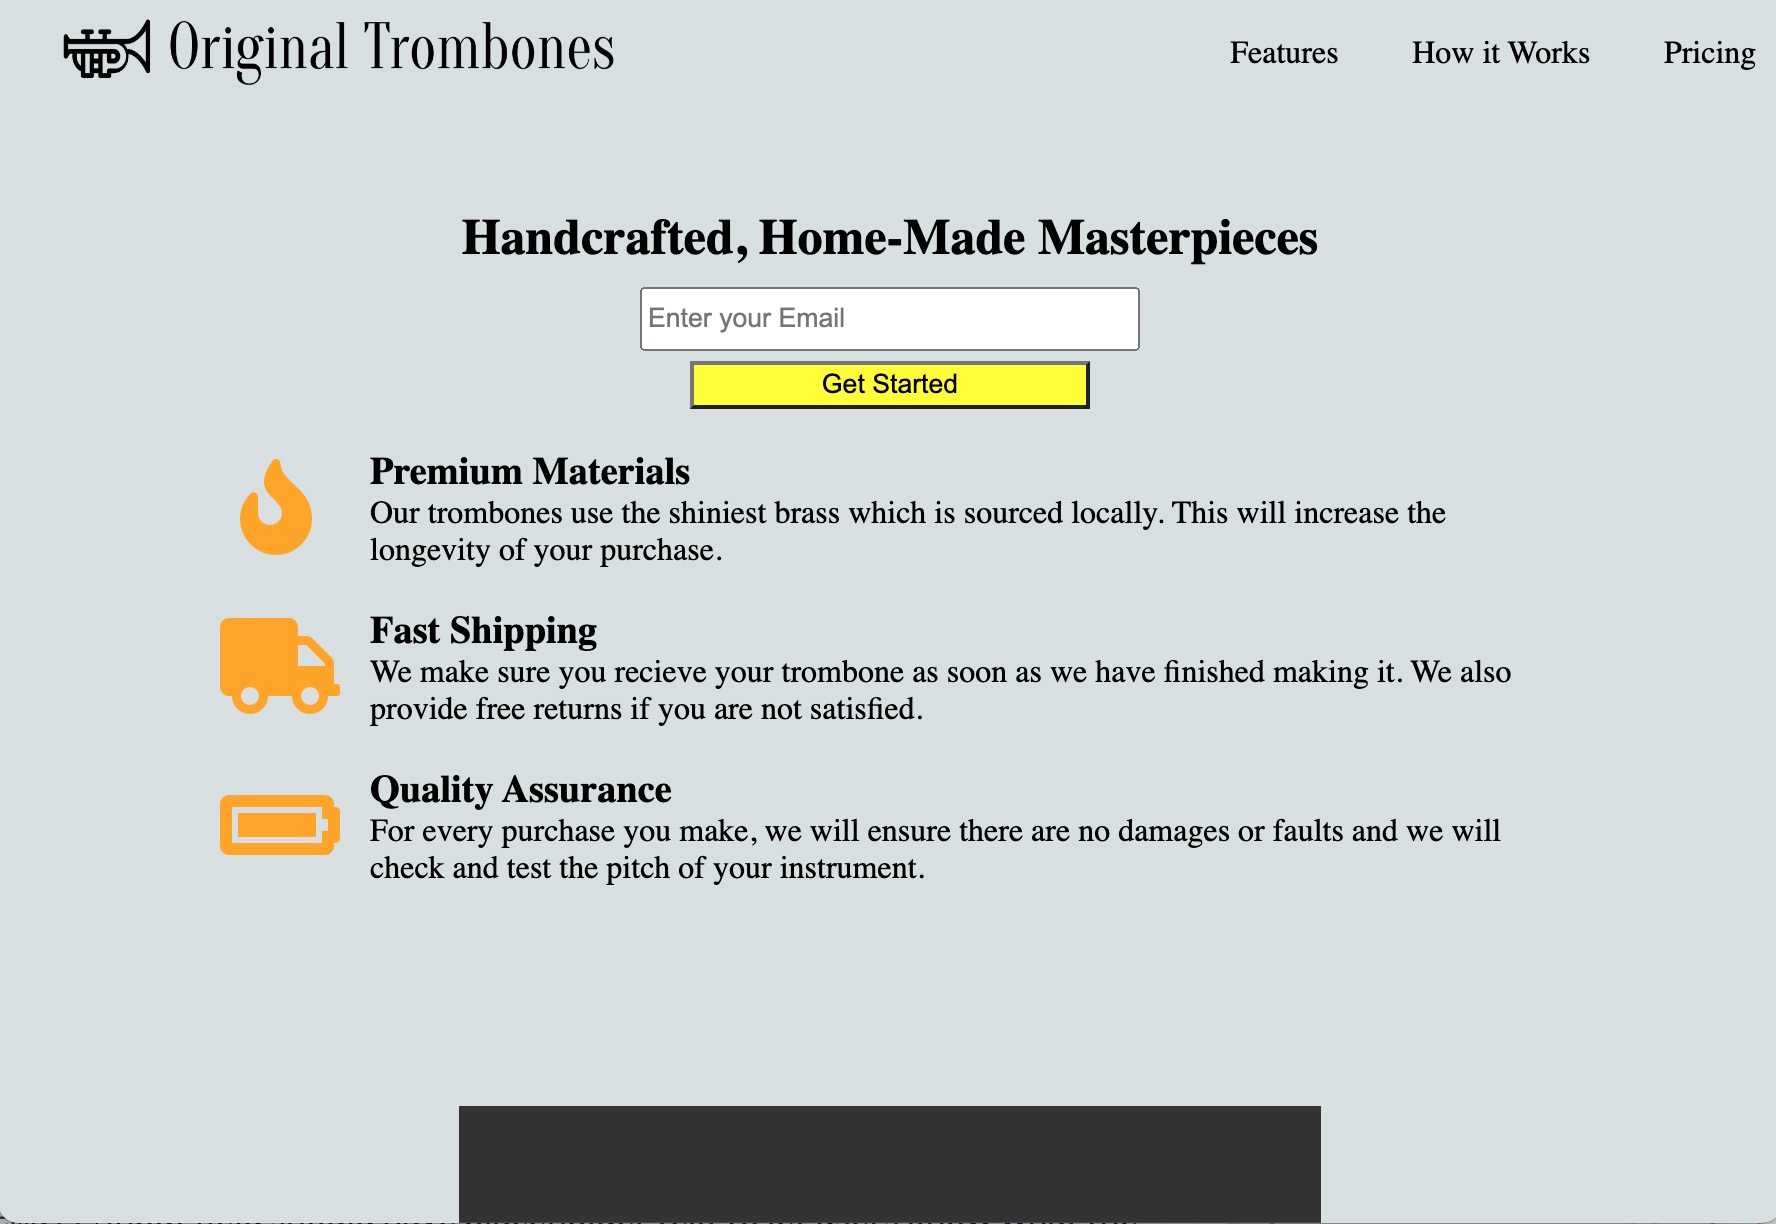 Original Trombones
Features
How it Works
Pricing
Handcrafted, Home-Made Masterpieces
Enter your Email
Get Started
Premium Materials
Our trombones use the shiniest brass which is sourced locally. This will increase the
longevity of your purchase.
Fast Shipping
We make sure you recieve your trombone as soon as we have finished making it. We also
provide free returns if you are not satisfied.
Quality Assurance
For every purchase you make, we will ensure there are no damages or faults and we will
check and test the pitch of your instrument.